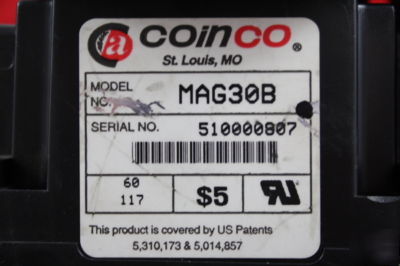 COINCO ®
St. Louis, MO
MODEL NO. MAG30B
SERIAL NO. 510000807
60
117
$5
This product is covered by US Patents
5,310,173 & 5,014,857